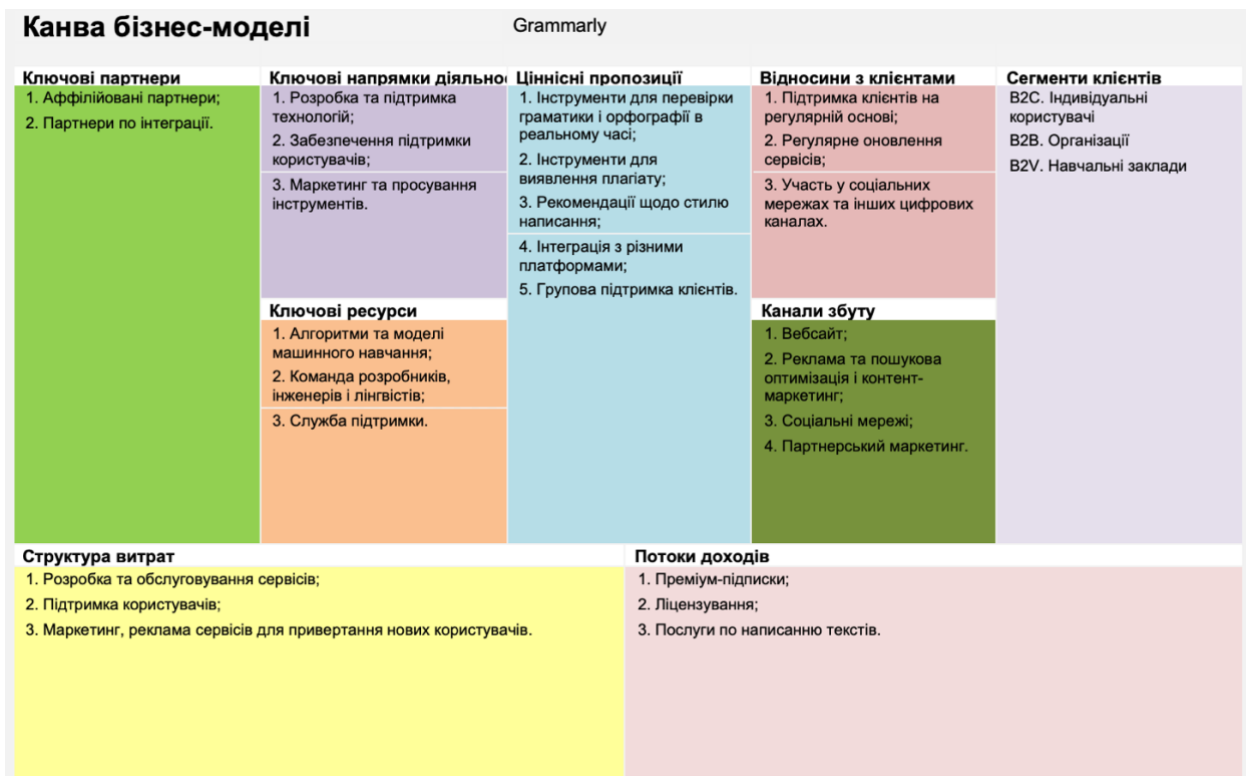 Канва бізнес-моделі
Grammarly
Ключові партнери
1. Аффілійовані партнери;
2. Партнери по інтеграції.
Ключові напрямки діяльнос
1. Розробка та підтримка
технологій;
2. Забезпечення підтримки
користувачів;
3. Маркетинг та просування
інструментів.
Ключові ресурси
1. Алгоритми та моделі
машинного навчання;
2. Команда розробників,
інженерів і лінгвістів;
3. Служба підтримки.
Ціннісні пропозиції
1. Інструменти для перевірки
граматики і орфографії в
реальному часі;
2. Інструменти для
виявлення плагіату;
3. Рекомендації щодо стилю
написання;
4. Інтеграція з різними
платформами;
5. Групова підтримка клієнтів.
Відносини з клієнтами
1. Підтримка клієнтів на
регулярній основі;
2. Регулярне оновлення
сервісів;
3. Участь у соціальних
мережах та інших цифрових
каналах.
Канали збуту
1. Вебсайт;
2. Реклама та пошукова
оптимізація і контент-
маркетинг;
3. Соціальні мережі;
4. Партнерський маркетинг.
Сегменти клієнтів
B2C. Індивідуальні
користувачі
B2B. Організації
B2V. Навчальні заклади
Структура витрат
1. Розробка та обслуговування сервісів;
2. Підтримка користувачів;
3. Маркетинг, реклама сервісів для привертання нових користувачів.
Потоки доходів
1. Преміум-підписки;
2. Ліцензування;
3. Послуги по написанню текстів.